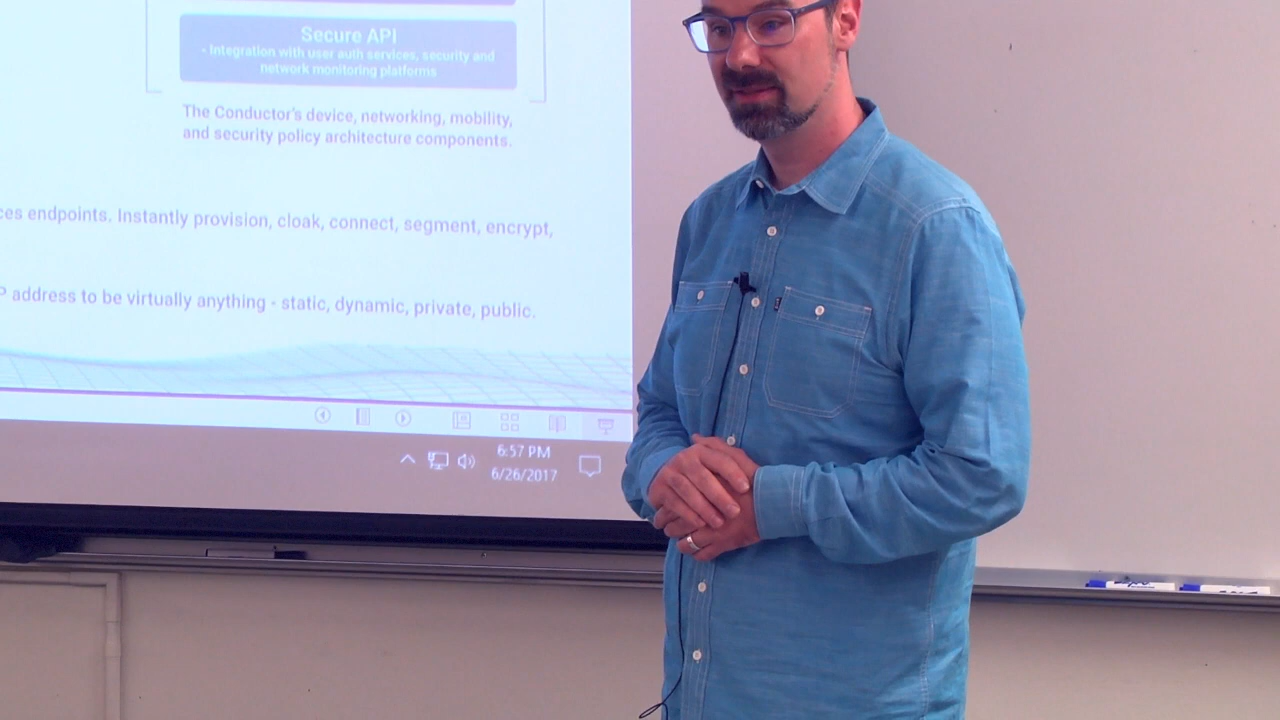 Secure API
- Integration with user auth services, security and
network monitoring platforms
The Conductor's device, networking, mobility,
and security policy architecture components.
endpoints. Instantly provision, cloak, connect, segment, encrypt,
P address to be virtually anything - static, dynamic, private, public.
6:57 PM
6/26/2017